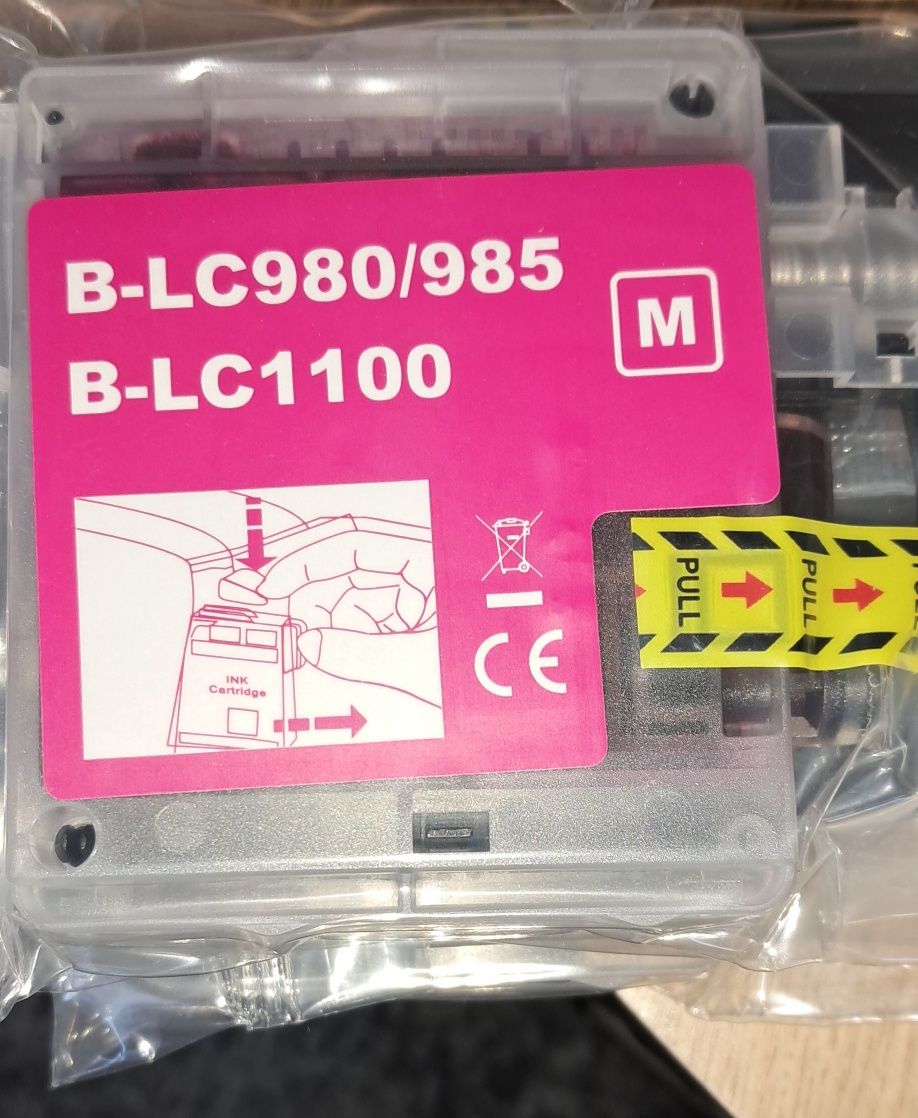 B-LC980/985
B-LC1100
M
INK
Cartridge
CE
PULL
PULL